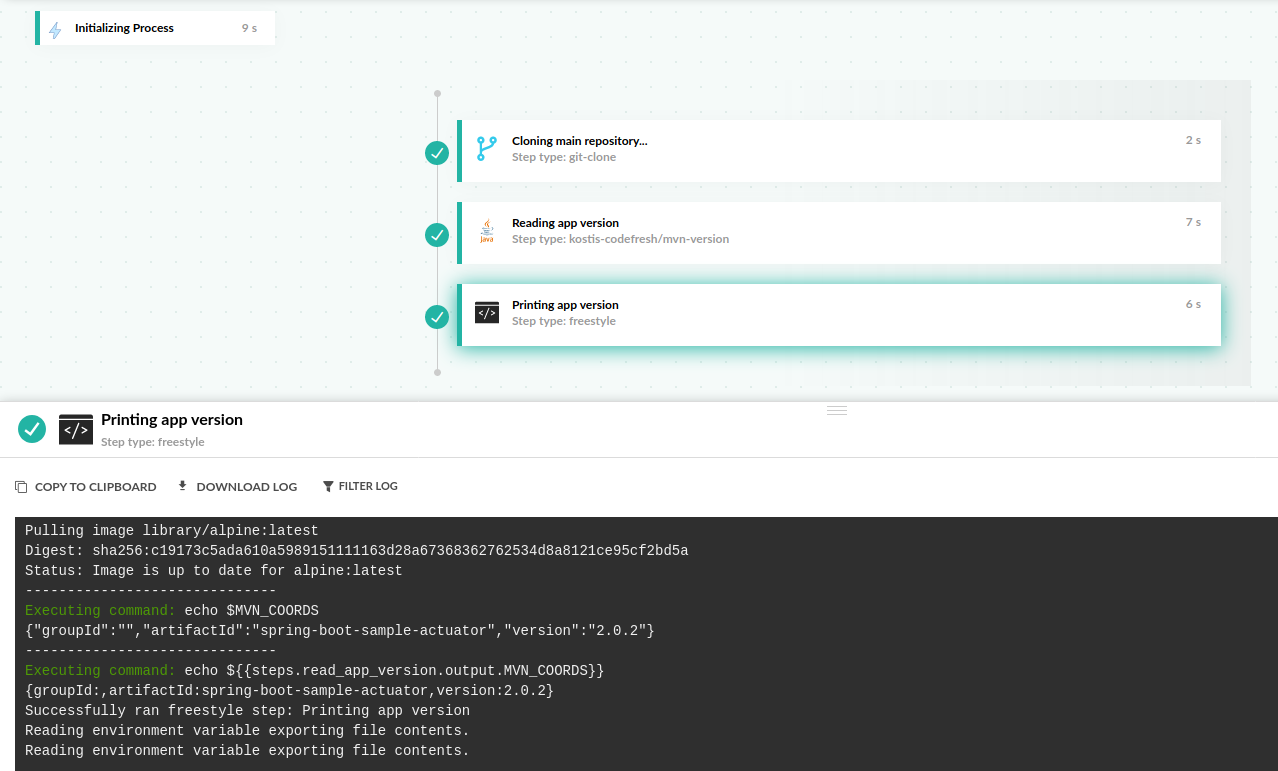 Initializing Process 9 s
Cloning main repository... 2 s
Step type: git-clone
Reading app version 7 s
Step type: kostis-codefresh/mvn-version
Java
Printing app version 6 s
Step type: freestyle
</>
Printing app version
Step type: freestyle
</>
COPY TO CLIPBOARD DOWNLOAD LOG FILTER LOG
Pulling image library/alpine:latest
Digest: sha256:c19173c5ada610a5989151111163d28a67368362762534d8a8121ce95cf2bd5a
Status: Image is up to date for alpine:latest
------------------------------
Executing command: echo $MVN_COORDS
{"groupId":"","artifactId":"spring-boot-sample-actuator","version":"2.0.2"}
------------------------------
Executing command: echo ${{steps.read_app_version.output.MVN_COORDS}}
{groupId:,artifactId:spring-boot-sample-actuator,version:2.0.2}
Successfully ran freestyle step: Printing app version
Reading environment variable exporting file contents.
Reading environment variable exporting file contents.